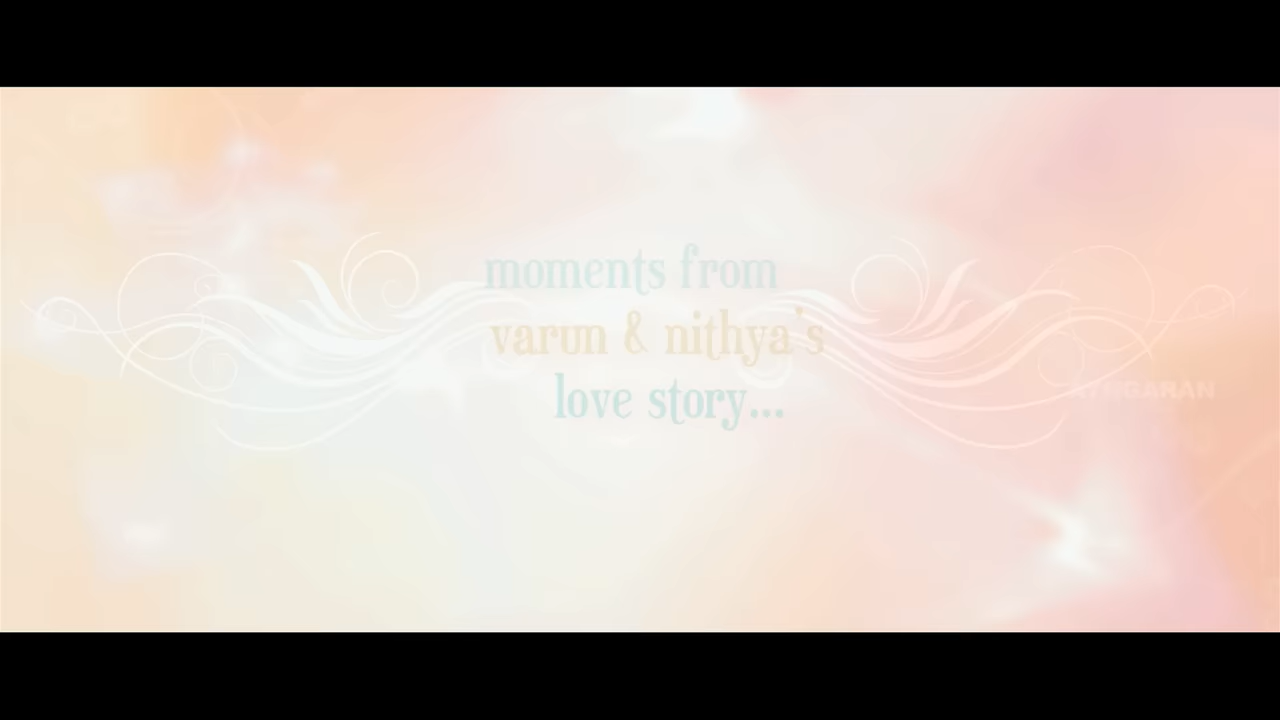 moments from
varun & nithya's
love story...